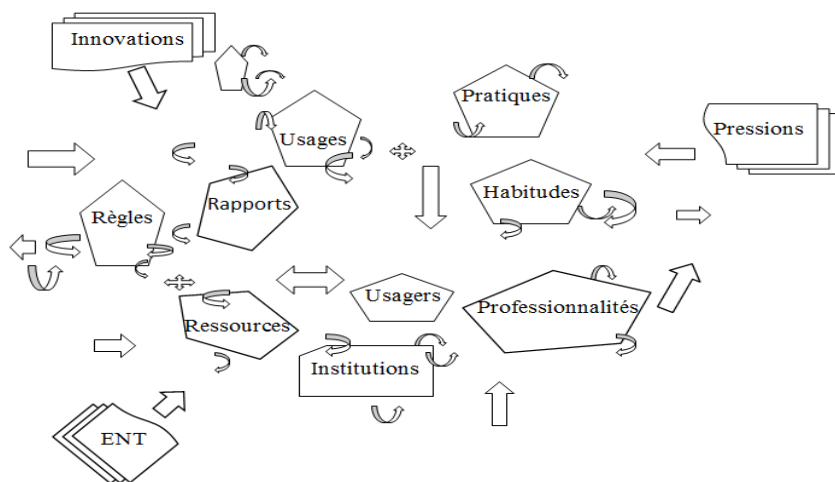 Innovations
Pratiques
Pressions
Usages
Habitudes
Règles
Rapports
Usagers
Professionnalités
Ressources
Institutions
ENT